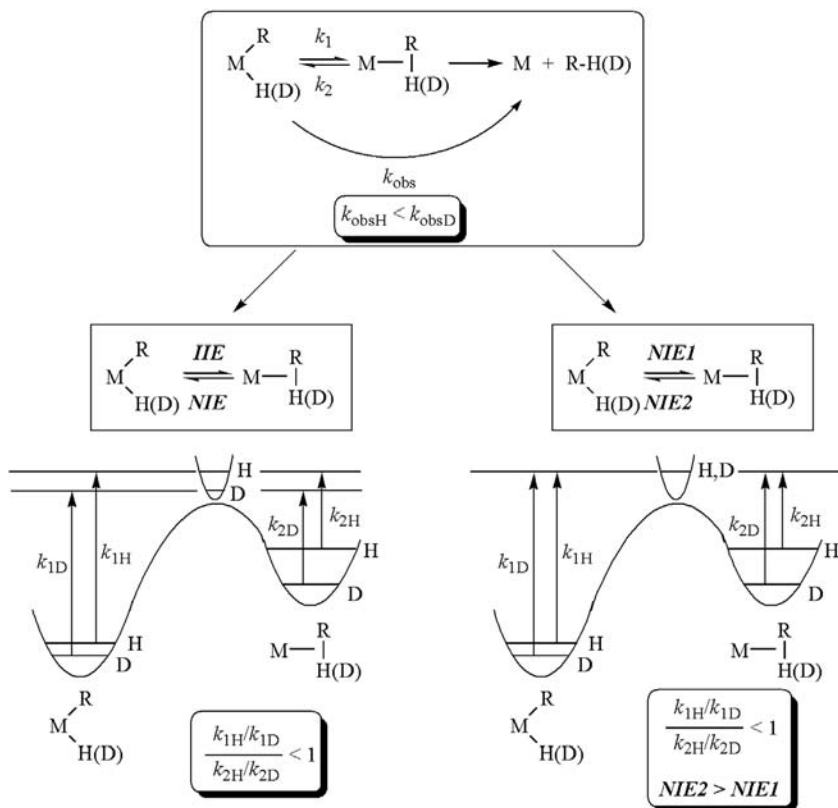 R
M
H(D)
k1
k2
M
R
H(D)
M + R-H(D)
kobs
kobsH < kobsD
R
M
H(D)
IIE
NIE
M
R
H(D)
R
M
H(D)
NIE1
NIE2
M
R
H(D)
H
D
k1D
k1H
k2D
k2H
H
D
H
D
R
M
H(D)
R
M
H(D)
k1H/k1D
k2H/k2D
< 1
H,D
k1D
k1H
k2D
k2H
H
D
H
D
R
M
H(D)
R
M
H(D)
k1H/k1D
k2H/k2D
< 1
NIE2 > NIE1